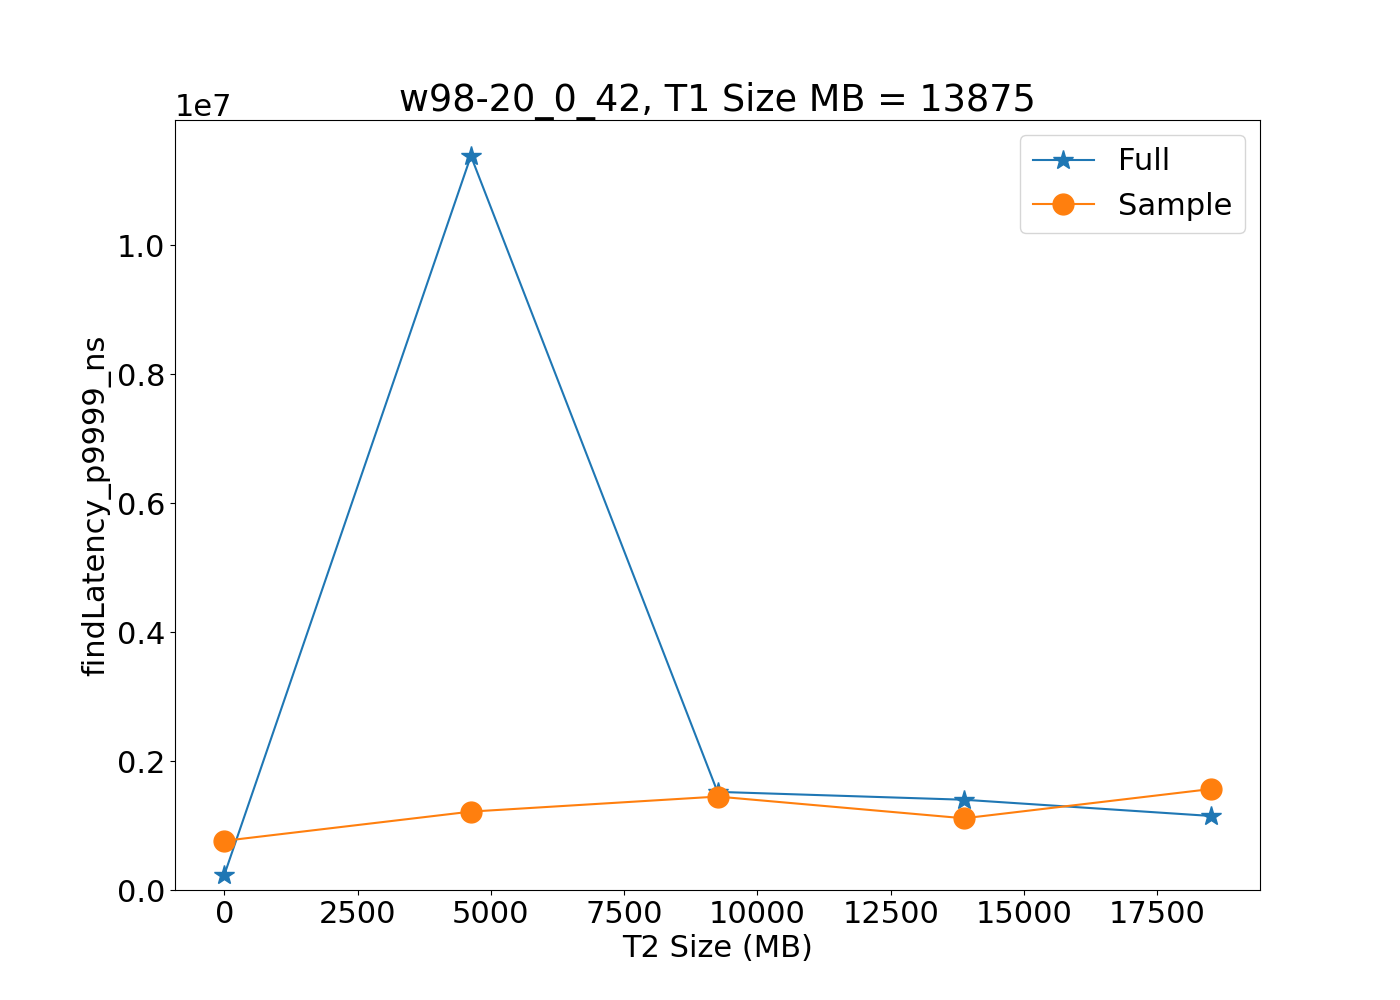 w98-20_0_42, T1 Size MB = 13875
1e7
Full
Sample
1.0
0.8
0.6
0.4
0.2
0.0
findLatency_p9999_ns
0 2500 5000 7500 10000 12500 15000 17500
T2 Size (MB)